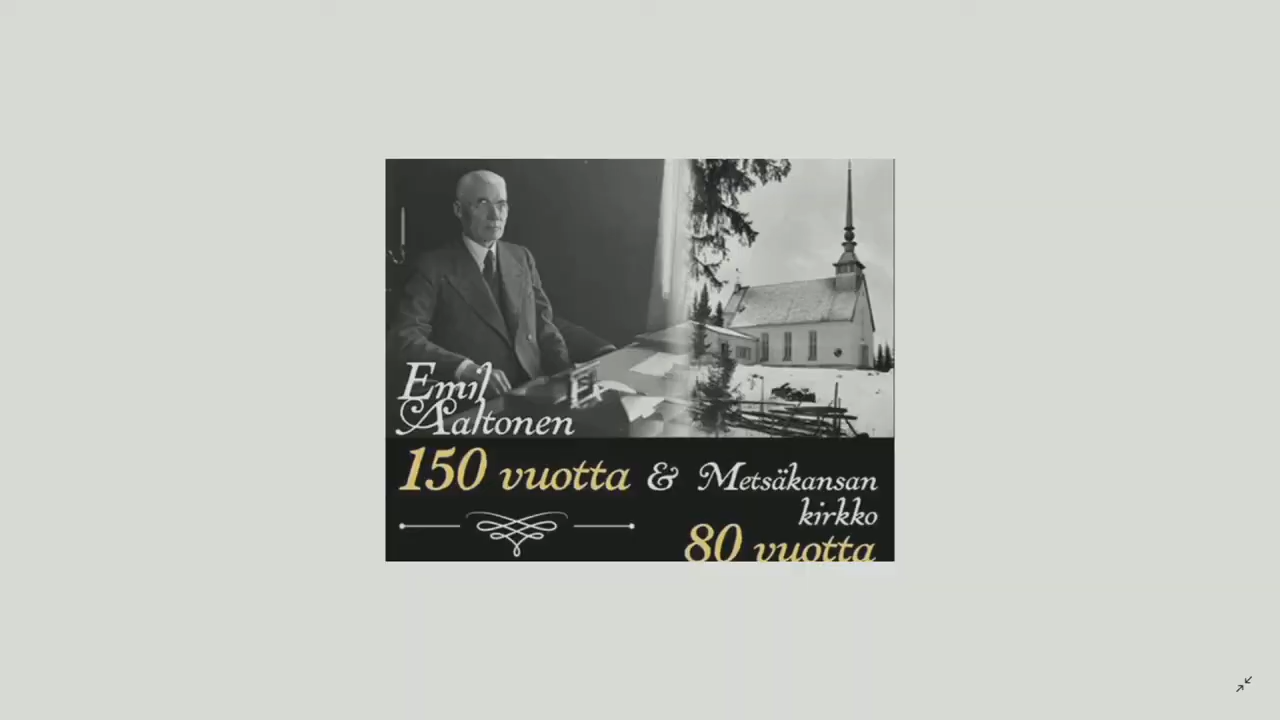 Emil
Aaltonen
150 vuotta & Metsäkansan
kirkko
80 vuotta